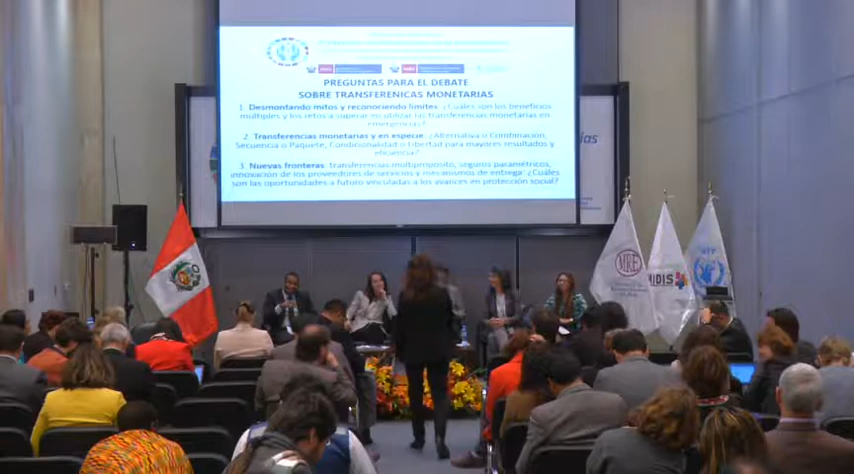 PREGUNTAS PARA EL DEBATE
SOBRE TRANSFERENICAS MONETARIAS
1. Desmontando mitos y reconociendo límites: ¿Cuáles son los beneficios
múltiples y los retos a superar en utilizar las transferencias monetarias en
emergencias?
2. Transferencias monetarias y en especie: ¿Alternativa o Combinación,
Secuencia o Paquete, Condicionalidad o Libertad para mayores resultados y
eficiencia?
3. Nuevas fronteras: transferencias multipropósito, seguros paramétricos,
innovación de los proveedores de servicios y mecanismos de entrega: ¿Cuáles
son las oportunidades a futuro vinculadas a los avances en protección social?
MRE
MIDIS